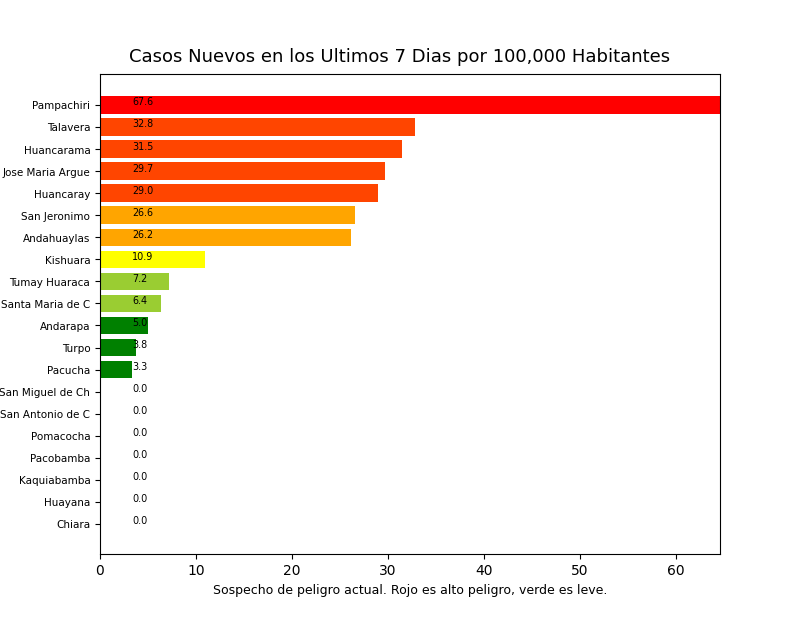 Casos Nuevos en los Ultimos 7 Dias por 100,000 Habitantes
Pampachiri 67.6
Talavera 32.8
Huancarama 31.5
Jose Maria Argue 29.7
Huancaray 29.0
San Jeronimo 26.6
Andahuaylas 26.2
Kishuara 10.9
Tumay Huaraca 7.2
Santa Maria de C 6.4
Andarapa 5.0
Turpo 3.8
Pacucha 3.3
San Miguel de Ch 0.0
San Antonio de C 0.0
Pomacocha 0.0
Pacobamba 0.0
Kaquiabamba 0.0
Huayana 0.0
Chiara 0.0
0 10 20 30 40 50 60
Sospecho de peligro actual. Rojo es alto peligro, verde es leve.